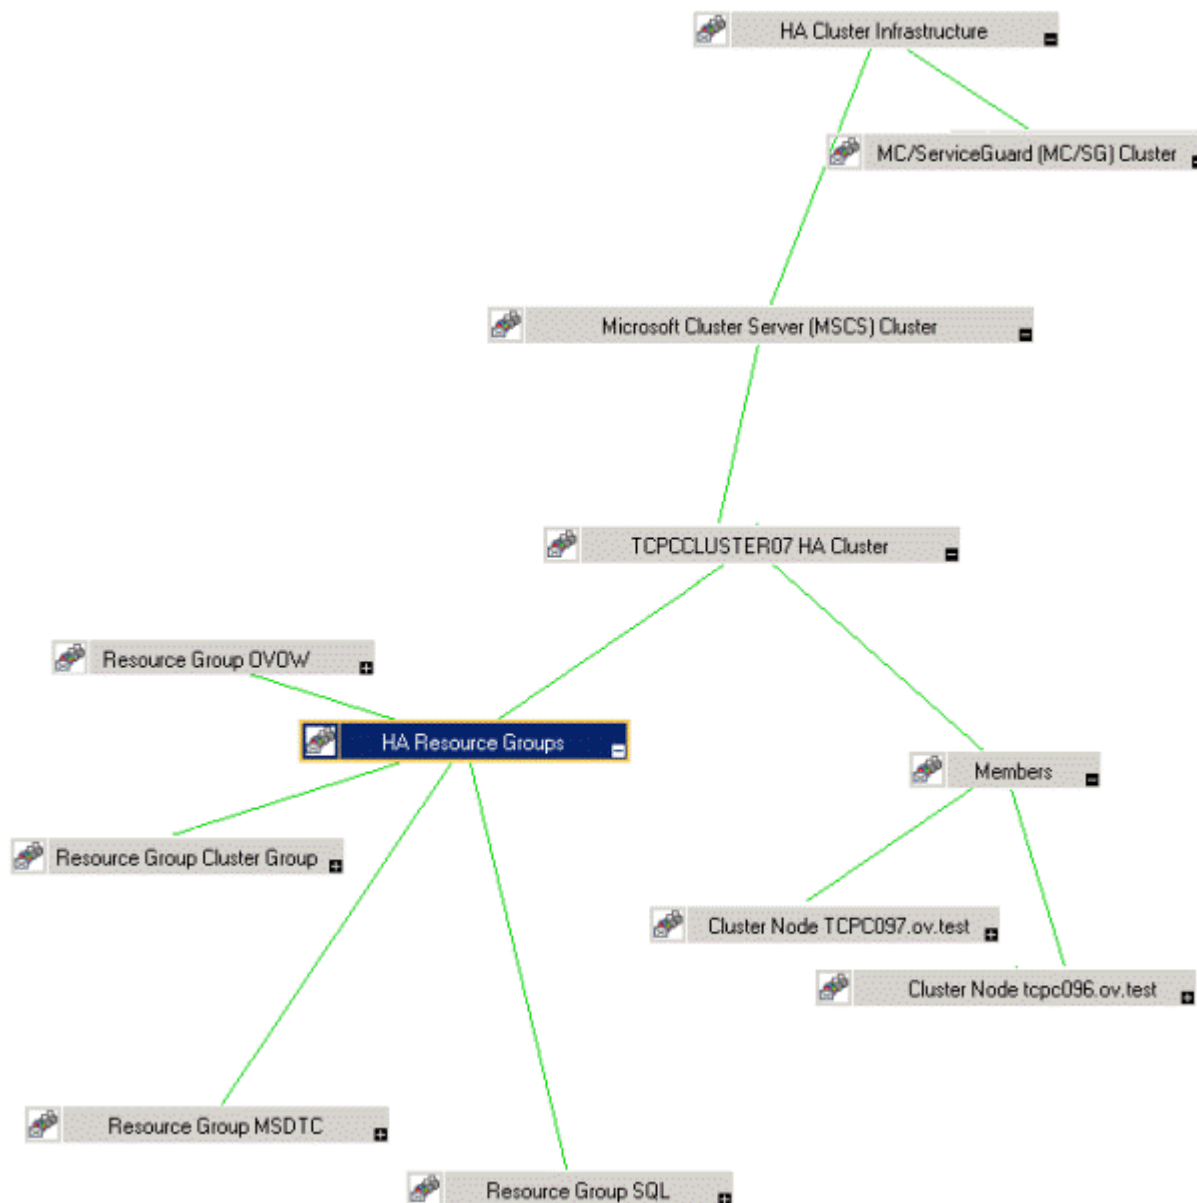 HA Cluster Infrastructure
MC/ServiceGuard (MC/SG) Cluster
Microsoft Cluster Server (MSCS) Cluster
TCPCCLUSTER07 HA Cluster
Resource Group OVOW
HA Resource Groups
Members
Resource Group Cluster Group
Cluster Node TCPC097.ov.test
Cluster Node tcpc096.ov.test
Resource Group MSDTC
Resource Group SQL